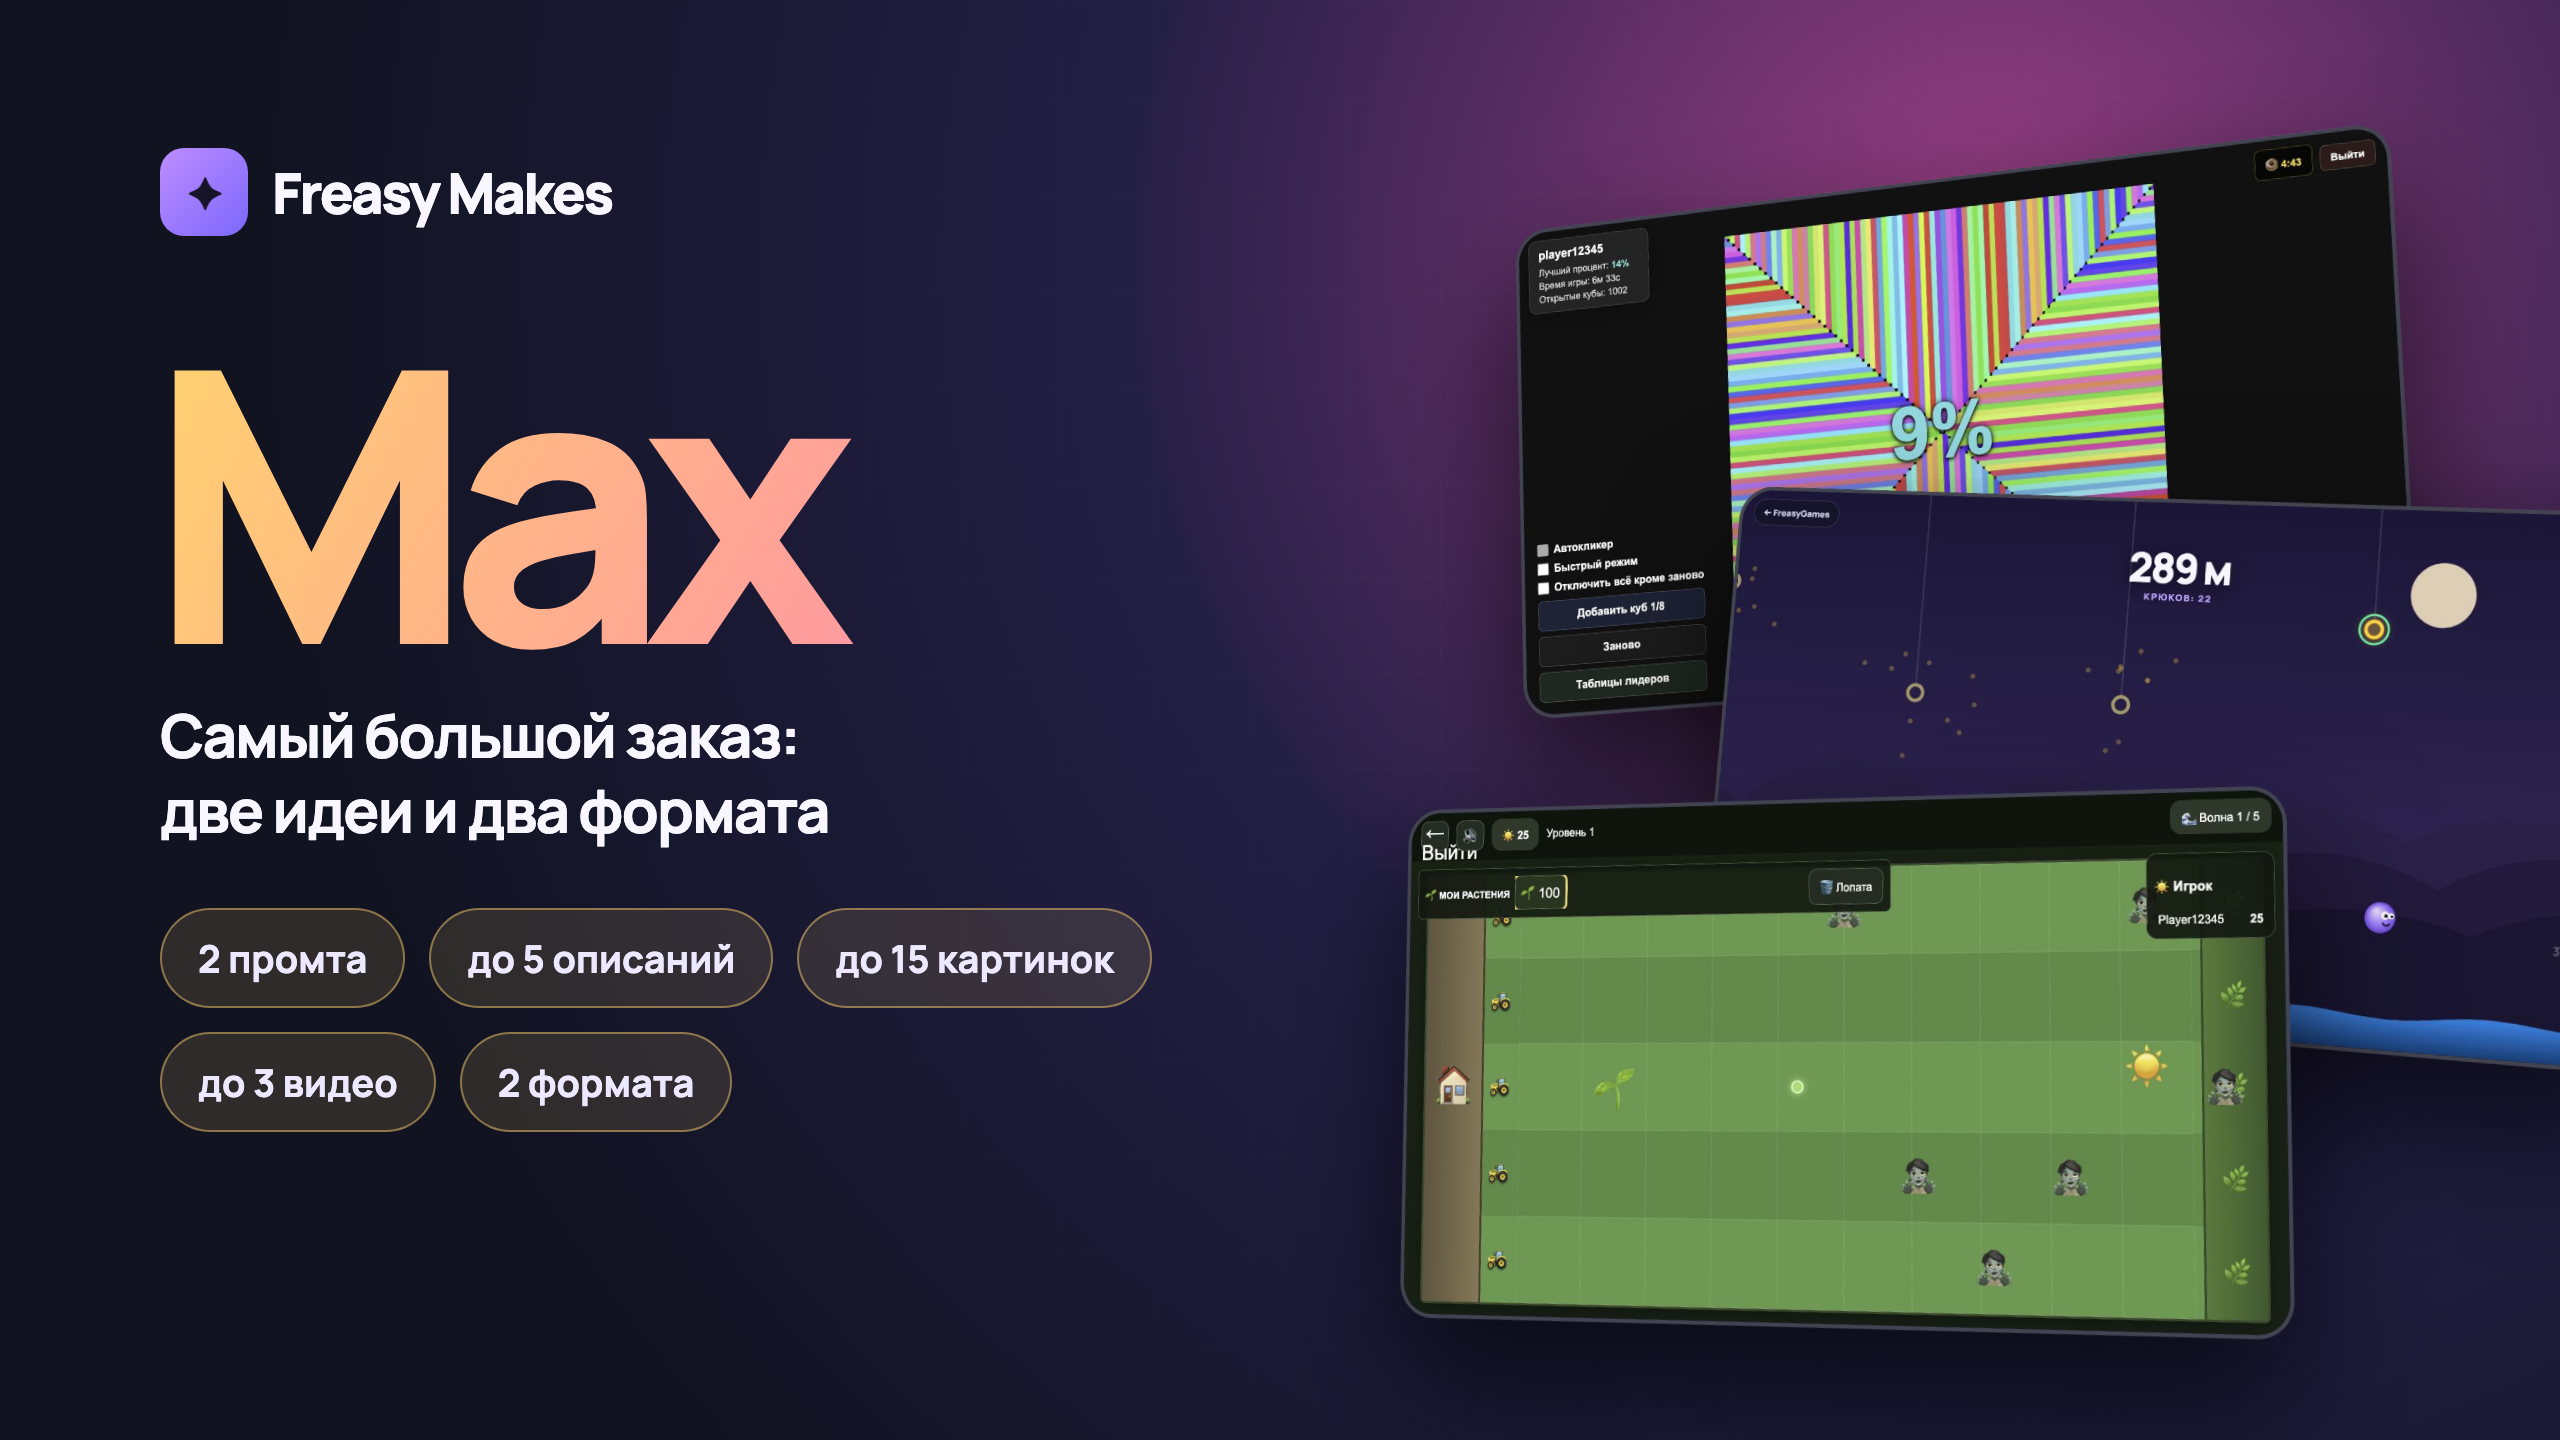 Freasy Makes
Max
Самый большой заказ:
две идеи и два формата
2 промта
до 5 описаний
до 15 картинок
до 3 видео
2 формата
4:43
Выйти
player12345
Лучший процент: 14%
Время игры: 6м 33с
Открытые кубы: 1002
9%
Автокликер
Быстрый режим
Отключить всё кроме заново
Добавить куб 1/8
Заново
Таблицы лидеров
← FreasyGames
289 м
КРЮКОВ: 22
← Выйти
25
Уровень 1
Волна 1 / 5
МОИ РАСТЕНИЯ
100
Лопата
Игрок
Player12345 25